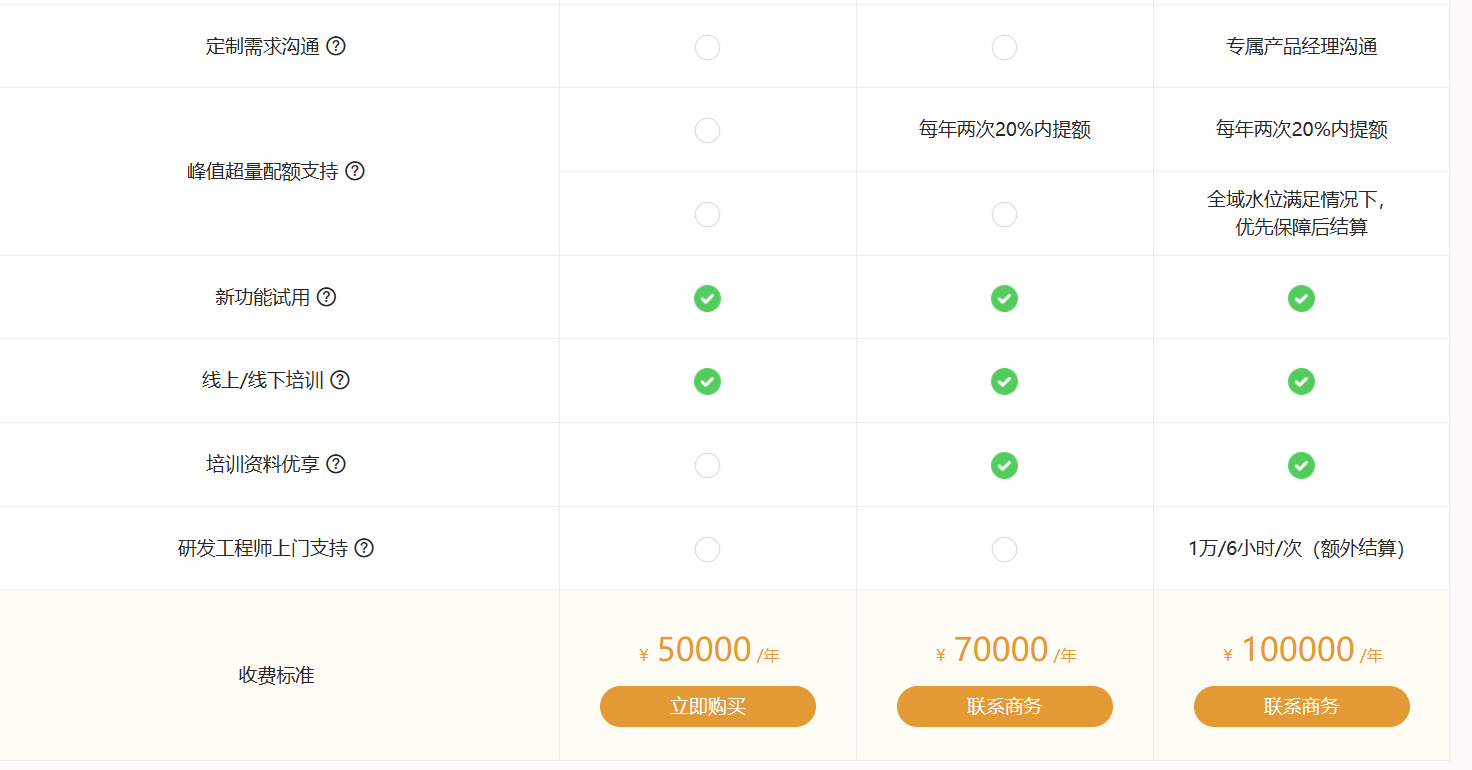 定制需求沟通
专属产品经理沟通
峰值超量配额支持
每年两次20%内提额
每年两次20%内提额
全域水位满足情况下，
优先保障后结算
新功能试用
线上/线下培训
培训资料优享
研发工程师上门支持
1万/6小时/次（额外结算）
收费标准
¥ 50000 /年
¥ 70000 /年
¥ 100000 /年
立即购买
联系商务
联系商务